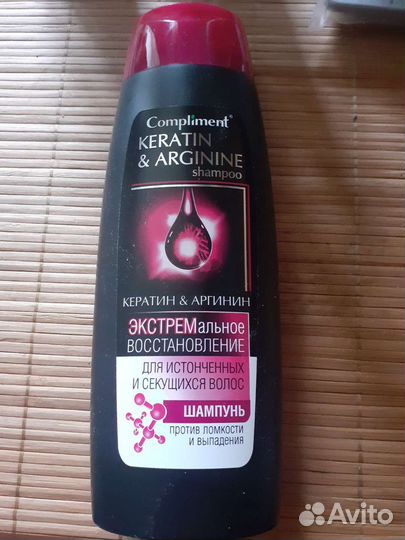 Compliment
KERATIN
& ARGININE
shampoo
КЕРАТИН & АРГИНИН
ЭКСТРЕМальное
ВОССТАНОВЛЕНИЕ
ДЛЯ ИСТОНЧЕННЫХ
И СЕКУЩИХСЯ ВОЛОС
ШАМПУНЬ
против ломкости
и выпадения
Avito